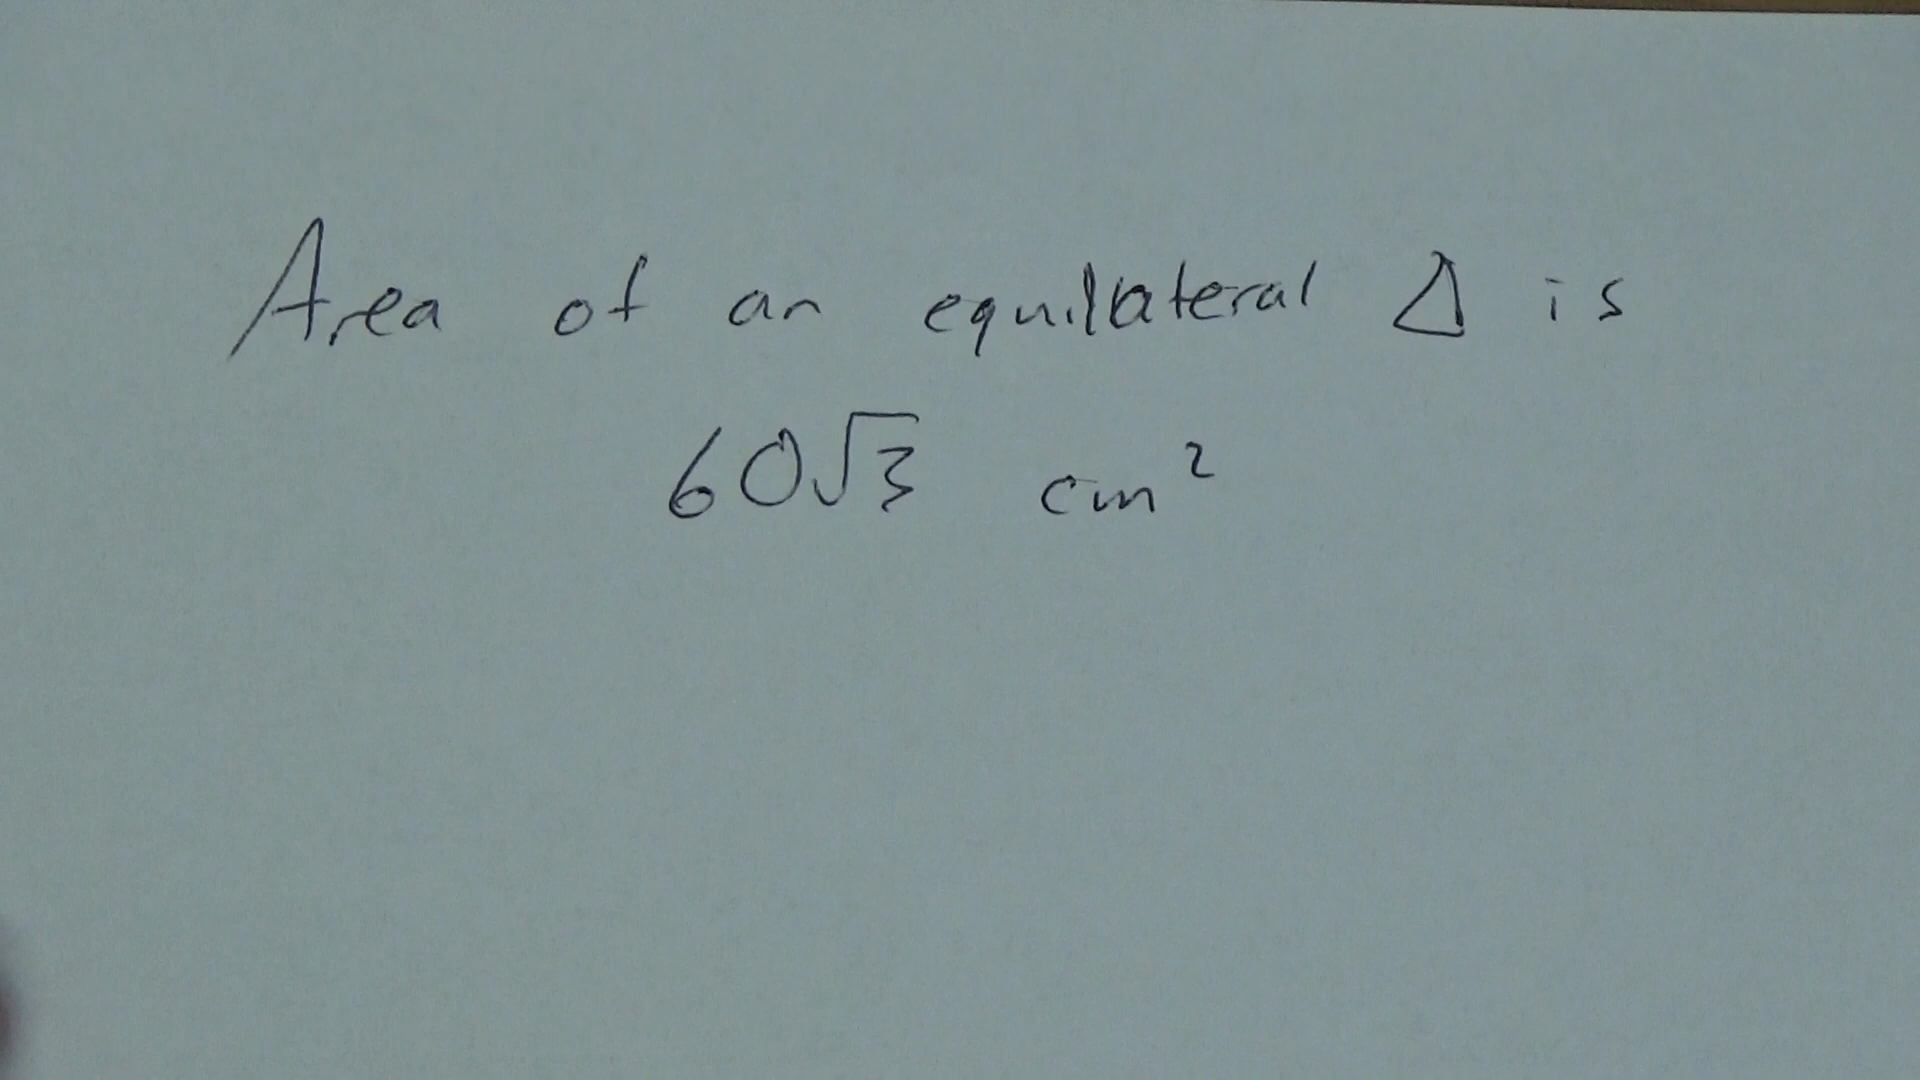 Area of an equilateral Δ is
60√3 cm²